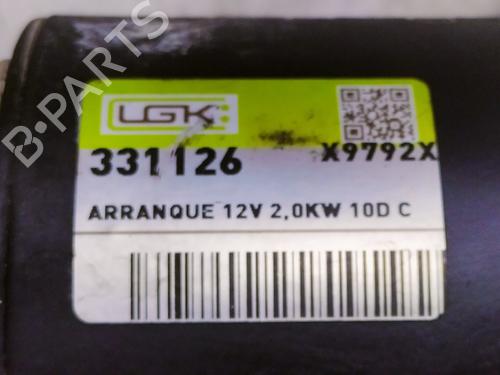 B-PARTS
LGK
331126
X9792X
ARRANQUE 12V 2,0KW 10D C